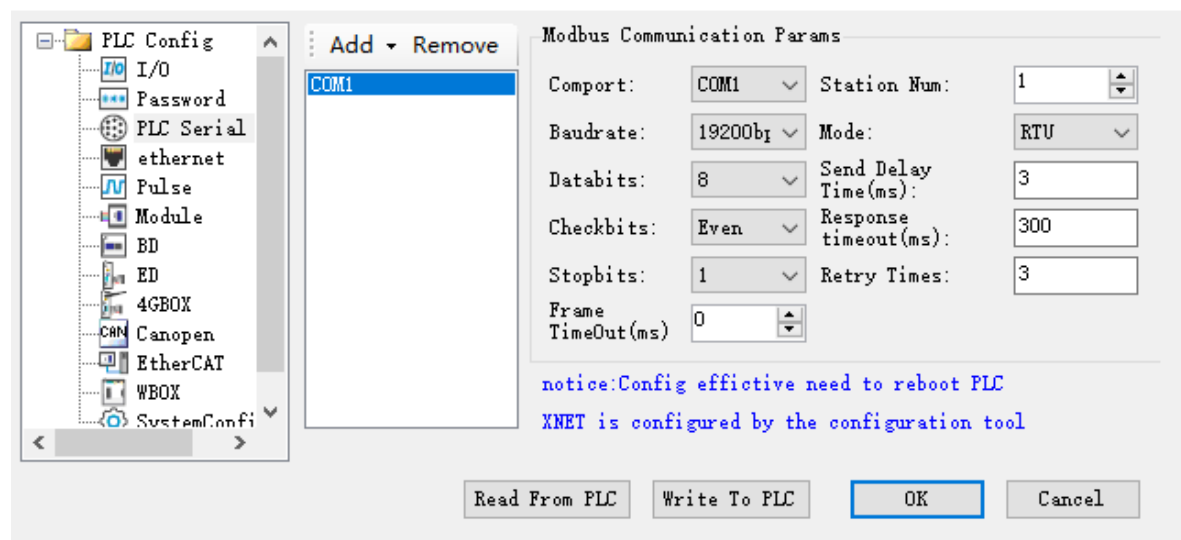 PLC Config
I/O
I/O
Password
PLC Serial
ethernet
Pulse
Module
BD
ED
4GBOX
CAN Canopen
EtherCAT
WBOX
SystemConfi
Add Remove
COM1
Modbus Communication Params
Comport: COM1 Station Num: 1
Baudrate: 19200bp Mode: RTU
Databits: 8 Send Delay
Time(ms): 3
Checkbits: Even Response
timeout(ms): 300
Stopbits: 1 Retry Times: 3
Frame
TimeOut(ms) 0
notice:Config effictive need to reboot PLC
XNET is configured by the configuration tool
Read From PLC Write To PLC OK Cancel